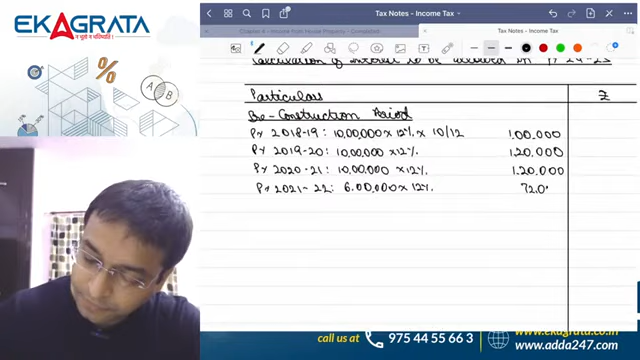 EKAGRATA
Tax Notes - Income Tax
Chapter 4 - Income from House Property - Completed
Tax Notes - Income Tax
Calculation of Interest to be allowed in PY 24-25
Particulars ₹
Pre-Construction Period
PY 2018-19: 10,00,000 × 12% × 10/12 1,00,000
PY 2019-20: 10,00,000 × 12% 1,20,000
PY 2020-21: 10,00,000 × 12% 1,20,000
PY 2021-22: 6,00,000 × 12% 72,0
%
A B
call us at 975 44 55 66 3
www.ekagrata.co.in
www.adda247.com